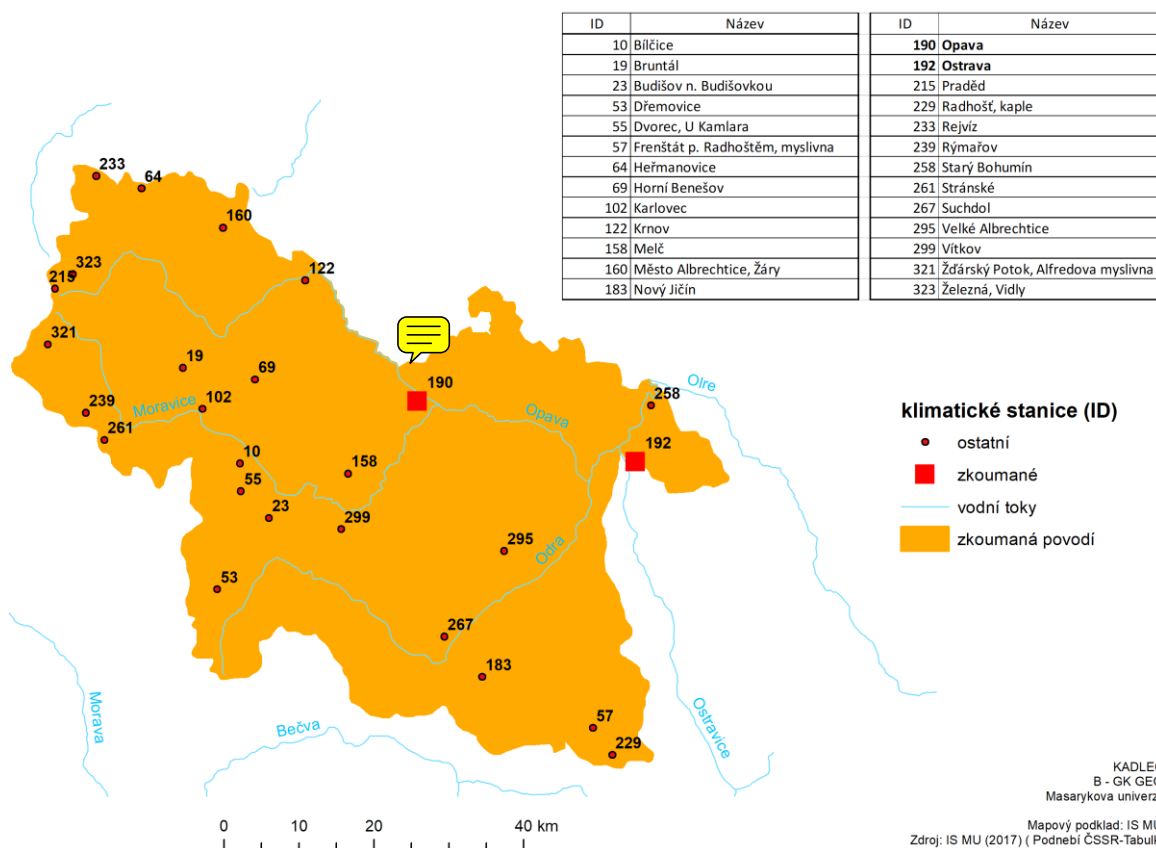 ID Název
10 Bílčice
19 Bruntál
23 Budišov n. Budišovkou
53 Dřemovice
55 Dvorec, U Kamlara
57 Frenštát p. Radhoštěm, myslivna
64 Heřmanovice
69 Horní Benešov
102 Karlovec
122 Krnov
158 Melč
160 Město Albrechtice, Žáry
183 Nový Jičín
ID Název
190 Opava
192 Ostrava
215 Praděd
229 Radhošť, kaple
233 Rejvíz
239 Rýmařov
258 Starý Bohumín
261 Stránské
267 Suchdol
295 Velké Albrechtice
299 Vítkov
321 Žďárský Potok, Alfredova myslivna
323 Železná, Vidly
233
64
160
122
323
215
321
19
69
190
239
102
Moravice
261
Opava
258
Olre
192
10
158
55
23
299
295
Odra
53
267
183
57
229
Morava
Bečva
Ostravice
klimatické stanice (ID)
ostatní
zkoumané
vodní toky
zkoumaná povodí
0 10 20 40 km
KADLE
B - GK GEO
Masarykova univerz
Mapový podklad: IS MU
Zdroj: IS MU (2017) ( Podnebí ČSSR-Tabulk